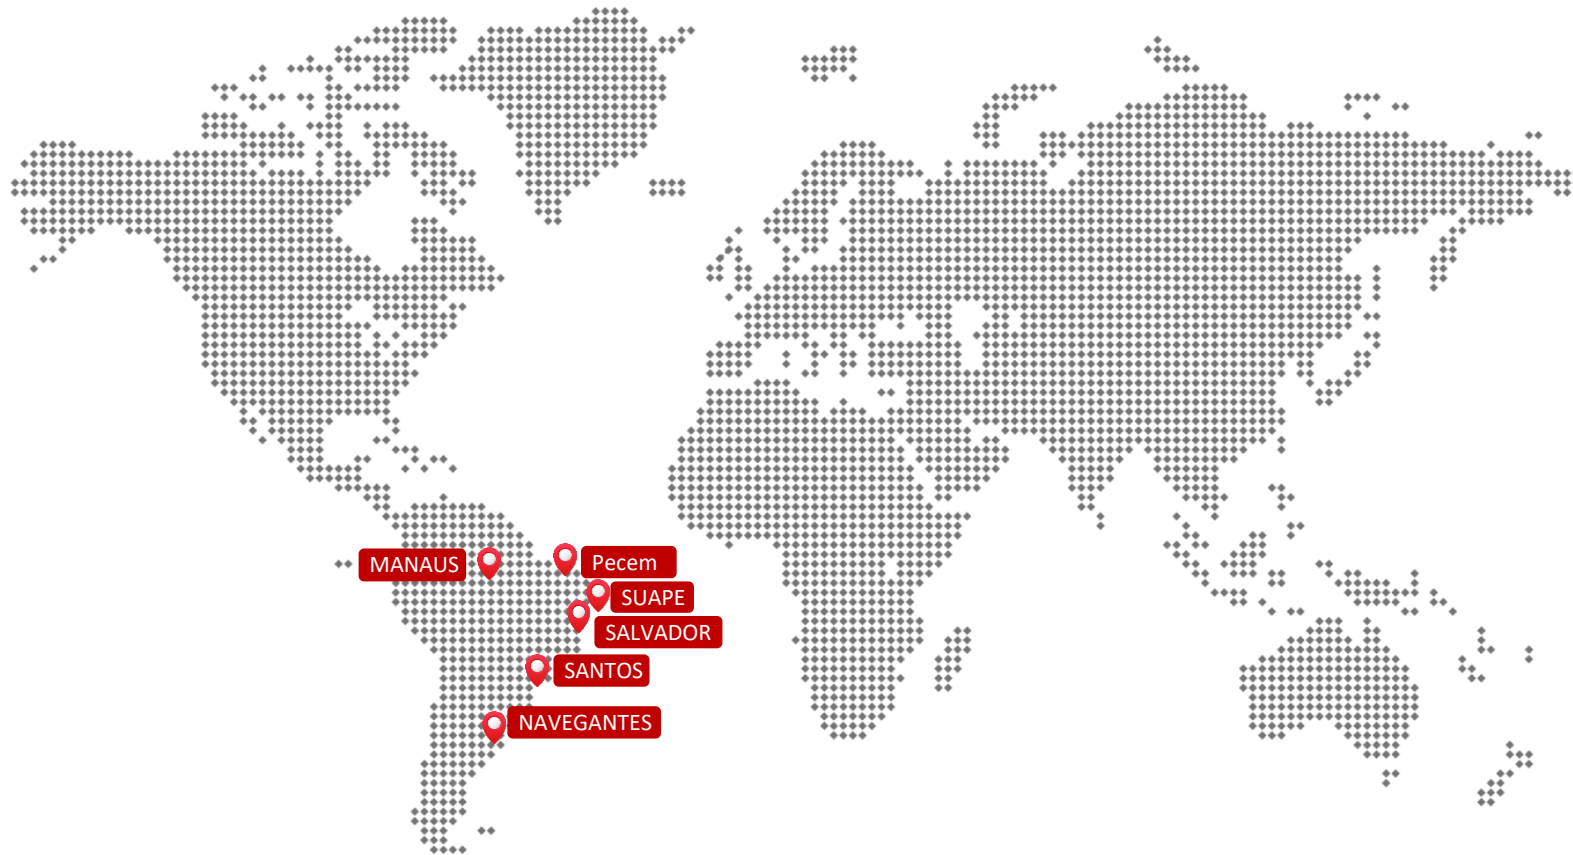 MANAUS
Pecem
SUAPE
SALVADOR
SANTOS
NAVEGANTES